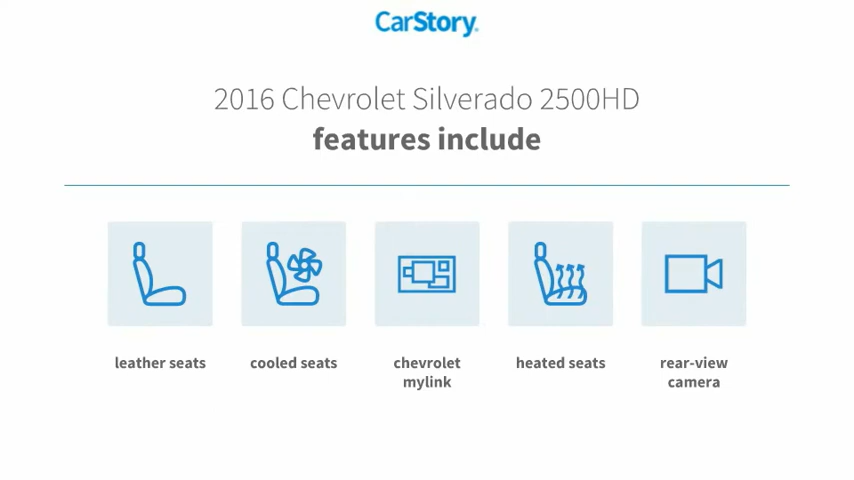 CarStory
2016 Chevrolet Silverado 2500HD
features include
leather seats
cooled seats
chevrolet
mylink
heated seats
rear-view
camera